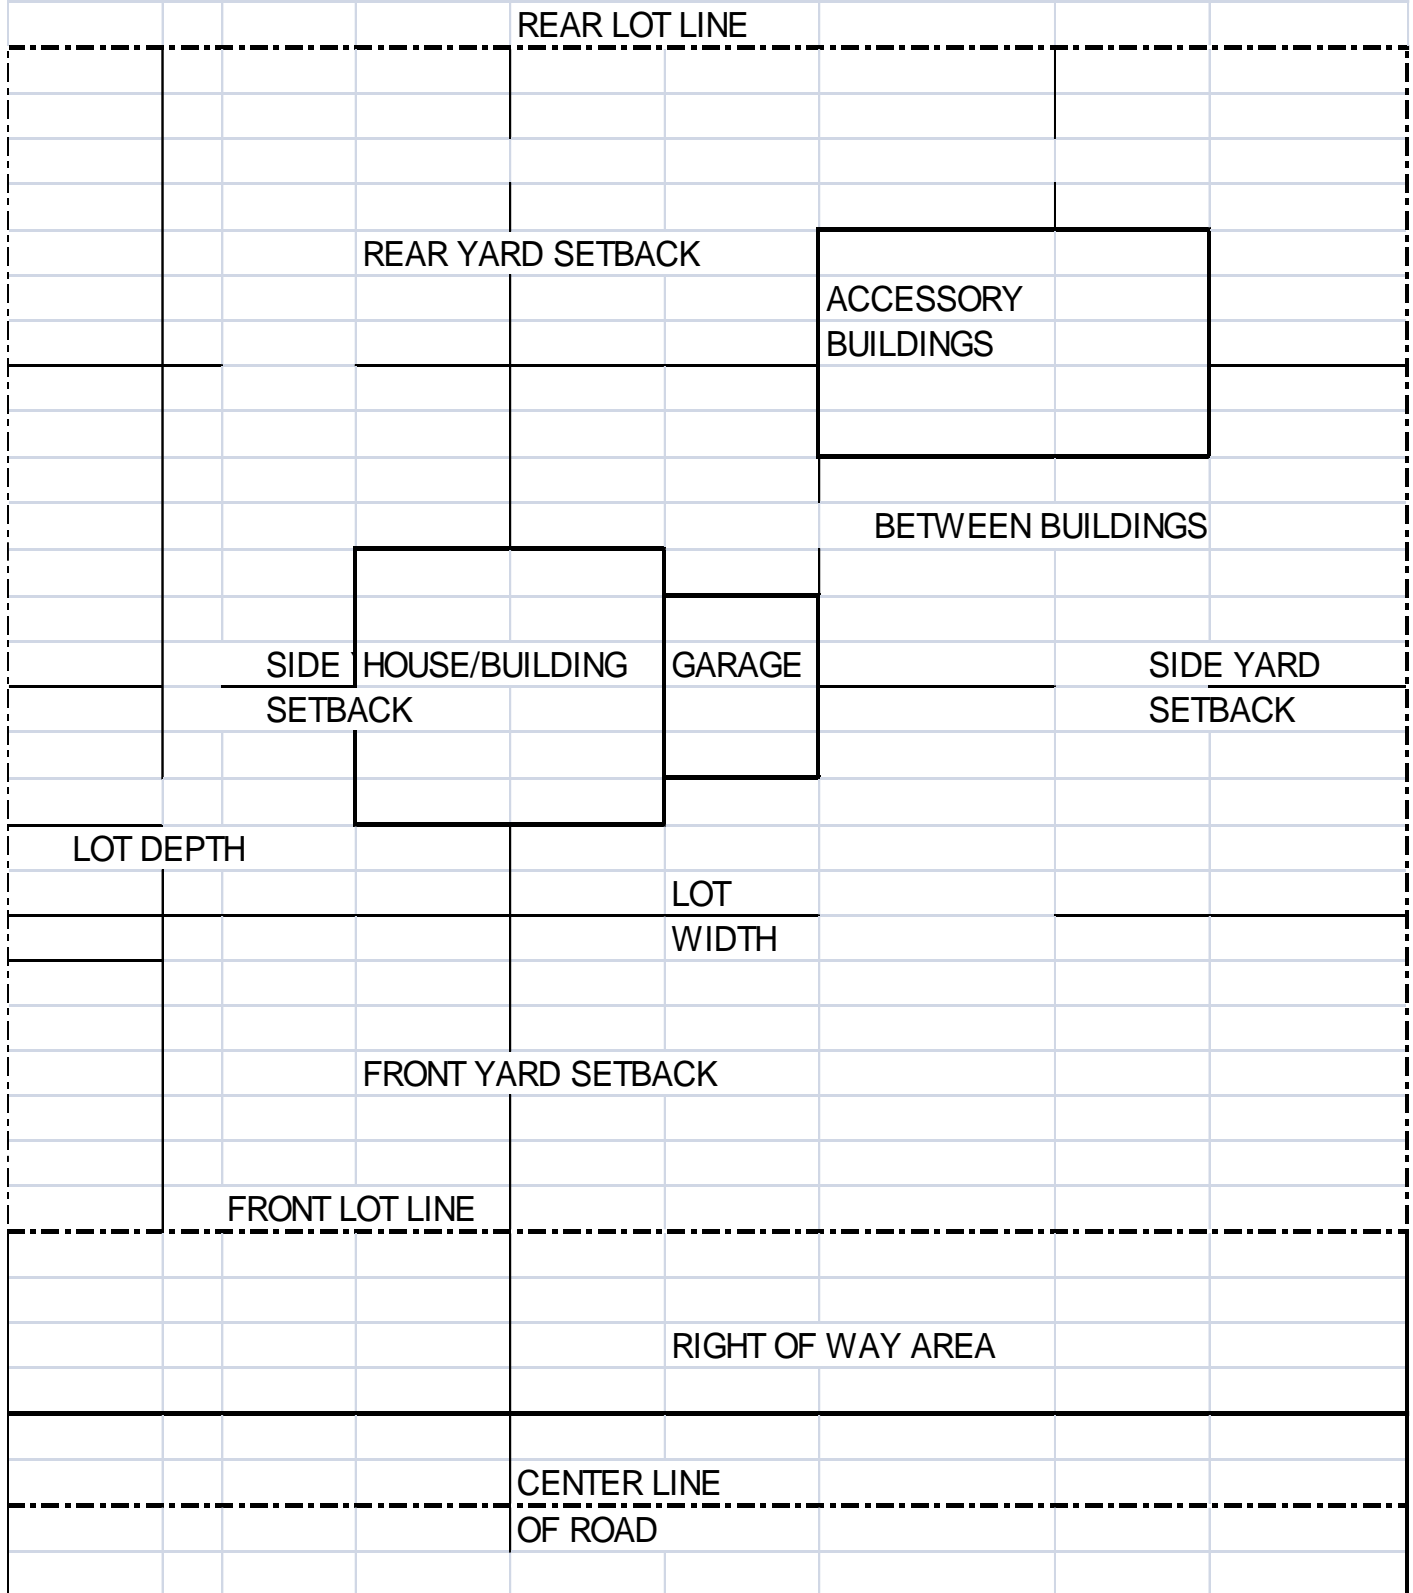 REAR LOT LINE
REAR YARD SETBACK
ACCESSORY
BUILDINGS
BETWEEN BUILDINGS
SIDE HOUSE/BUILDING GARAGE SIDE YARD
SETBACK SETBACK
LOT DEPTH
LOT
WIDTH
FRONT YARD SETBACK
FRONT LOT LINE
RIGHT OF WAY AREA
CENTER LINE
OF ROAD